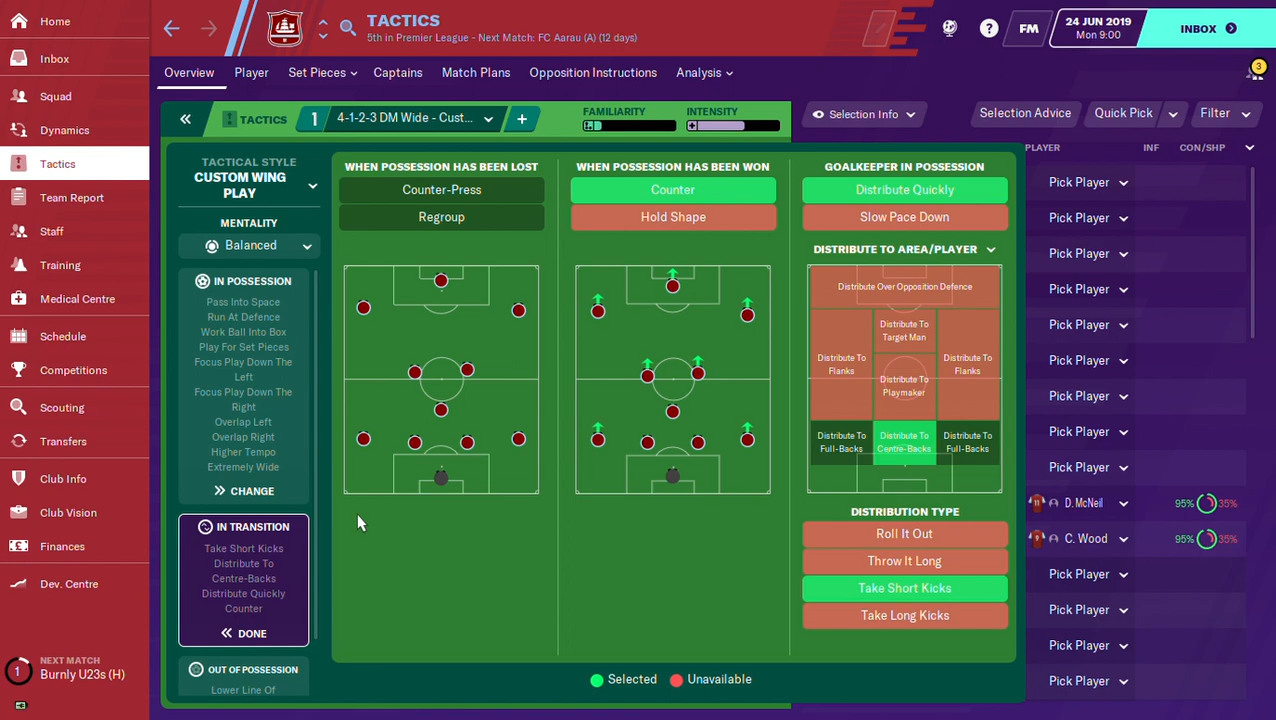 Home
Inbox
Squad
Dynamics
Tactics
Team Report
Staff
Training
Medical Centre
Schedule
Competitions
Scouting
Transfers
Club Info
Club Vision
Finances
Dev. Centre
1
NEXT MATCH
Burnly U23s (H)
TACTICS
5th in Premier League - Next Match: FC Aarau (A) (12 days)
?
FM
24 JUN 2019
Mon 9:00
INBOX
3
Overview
Player
Set Pieces
Captains
Match Plans
Opposition Instructions
Analysis
TACTICS
1
4-1-2-3 DM Wide - Cust...
FAMILIARITY
INTENSITY
Selection Info
Selection Advice
Quick Pick
Filter
TACTICAL STYLE
CUSTOM WING
PLAY
MENTALITY
Balanced
IN POSSESSION
Pass Into Space
Run At Defence
Work Ball Into Box
Play For Set Pieces
Focus Play Down The
Left
Focus Play Down The
Right
Overlap Left
Overlap Right
Higher Tempo
Extremely Wide
CHANGE
IN TRANSITION
Take Short Kicks
Distribute To
Centre-Backs
Distribute Quickly
Counter
DONE
OUT OF POSSESSION
Lower Line Of
WHEN POSSESSION HAS BEEN LOST
Counter-Press
Regroup
WHEN POSSESSION HAS BEEN WON
Counter
Hold Shape
GOALKEEPER IN POSSESSION
Distribute Quickly
Slow Pace Down
DISTRIBUTE TO AREA/PLAYER
Distribute Over Opposition Defence
Distribute To
Flanks
Distribute To
Target Man
Distribute To
Playmaker
Distribute To
Flanks
Distribute To
Full-Backs
Distribute To
Centre-Backs
Distribute To
Full-Backs
DISTRIBUTION TYPE
Roll It Out
Throw It Long
Take Short Kicks
Take Long Kicks
Selected
Unavailable
PLAYER
INF
CON/SHP
Pick Player
Pick Player
Pick Player
Pick Player
Pick Player
Pick Player
Pick Player
Pick Player
Pick Player
11 D. McNeil 95% 35%
9 C. Wood 95% 35%
Pick Player
Pick Player
Pick Player
Pick Player